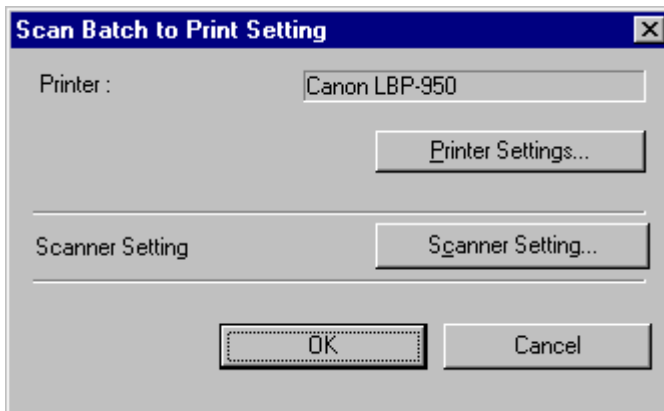 Scan Batch to Print Setting
Printer : Canon LBP-950
Printer Settings...
Scanner Setting Scanner Setting...
OK Cancel